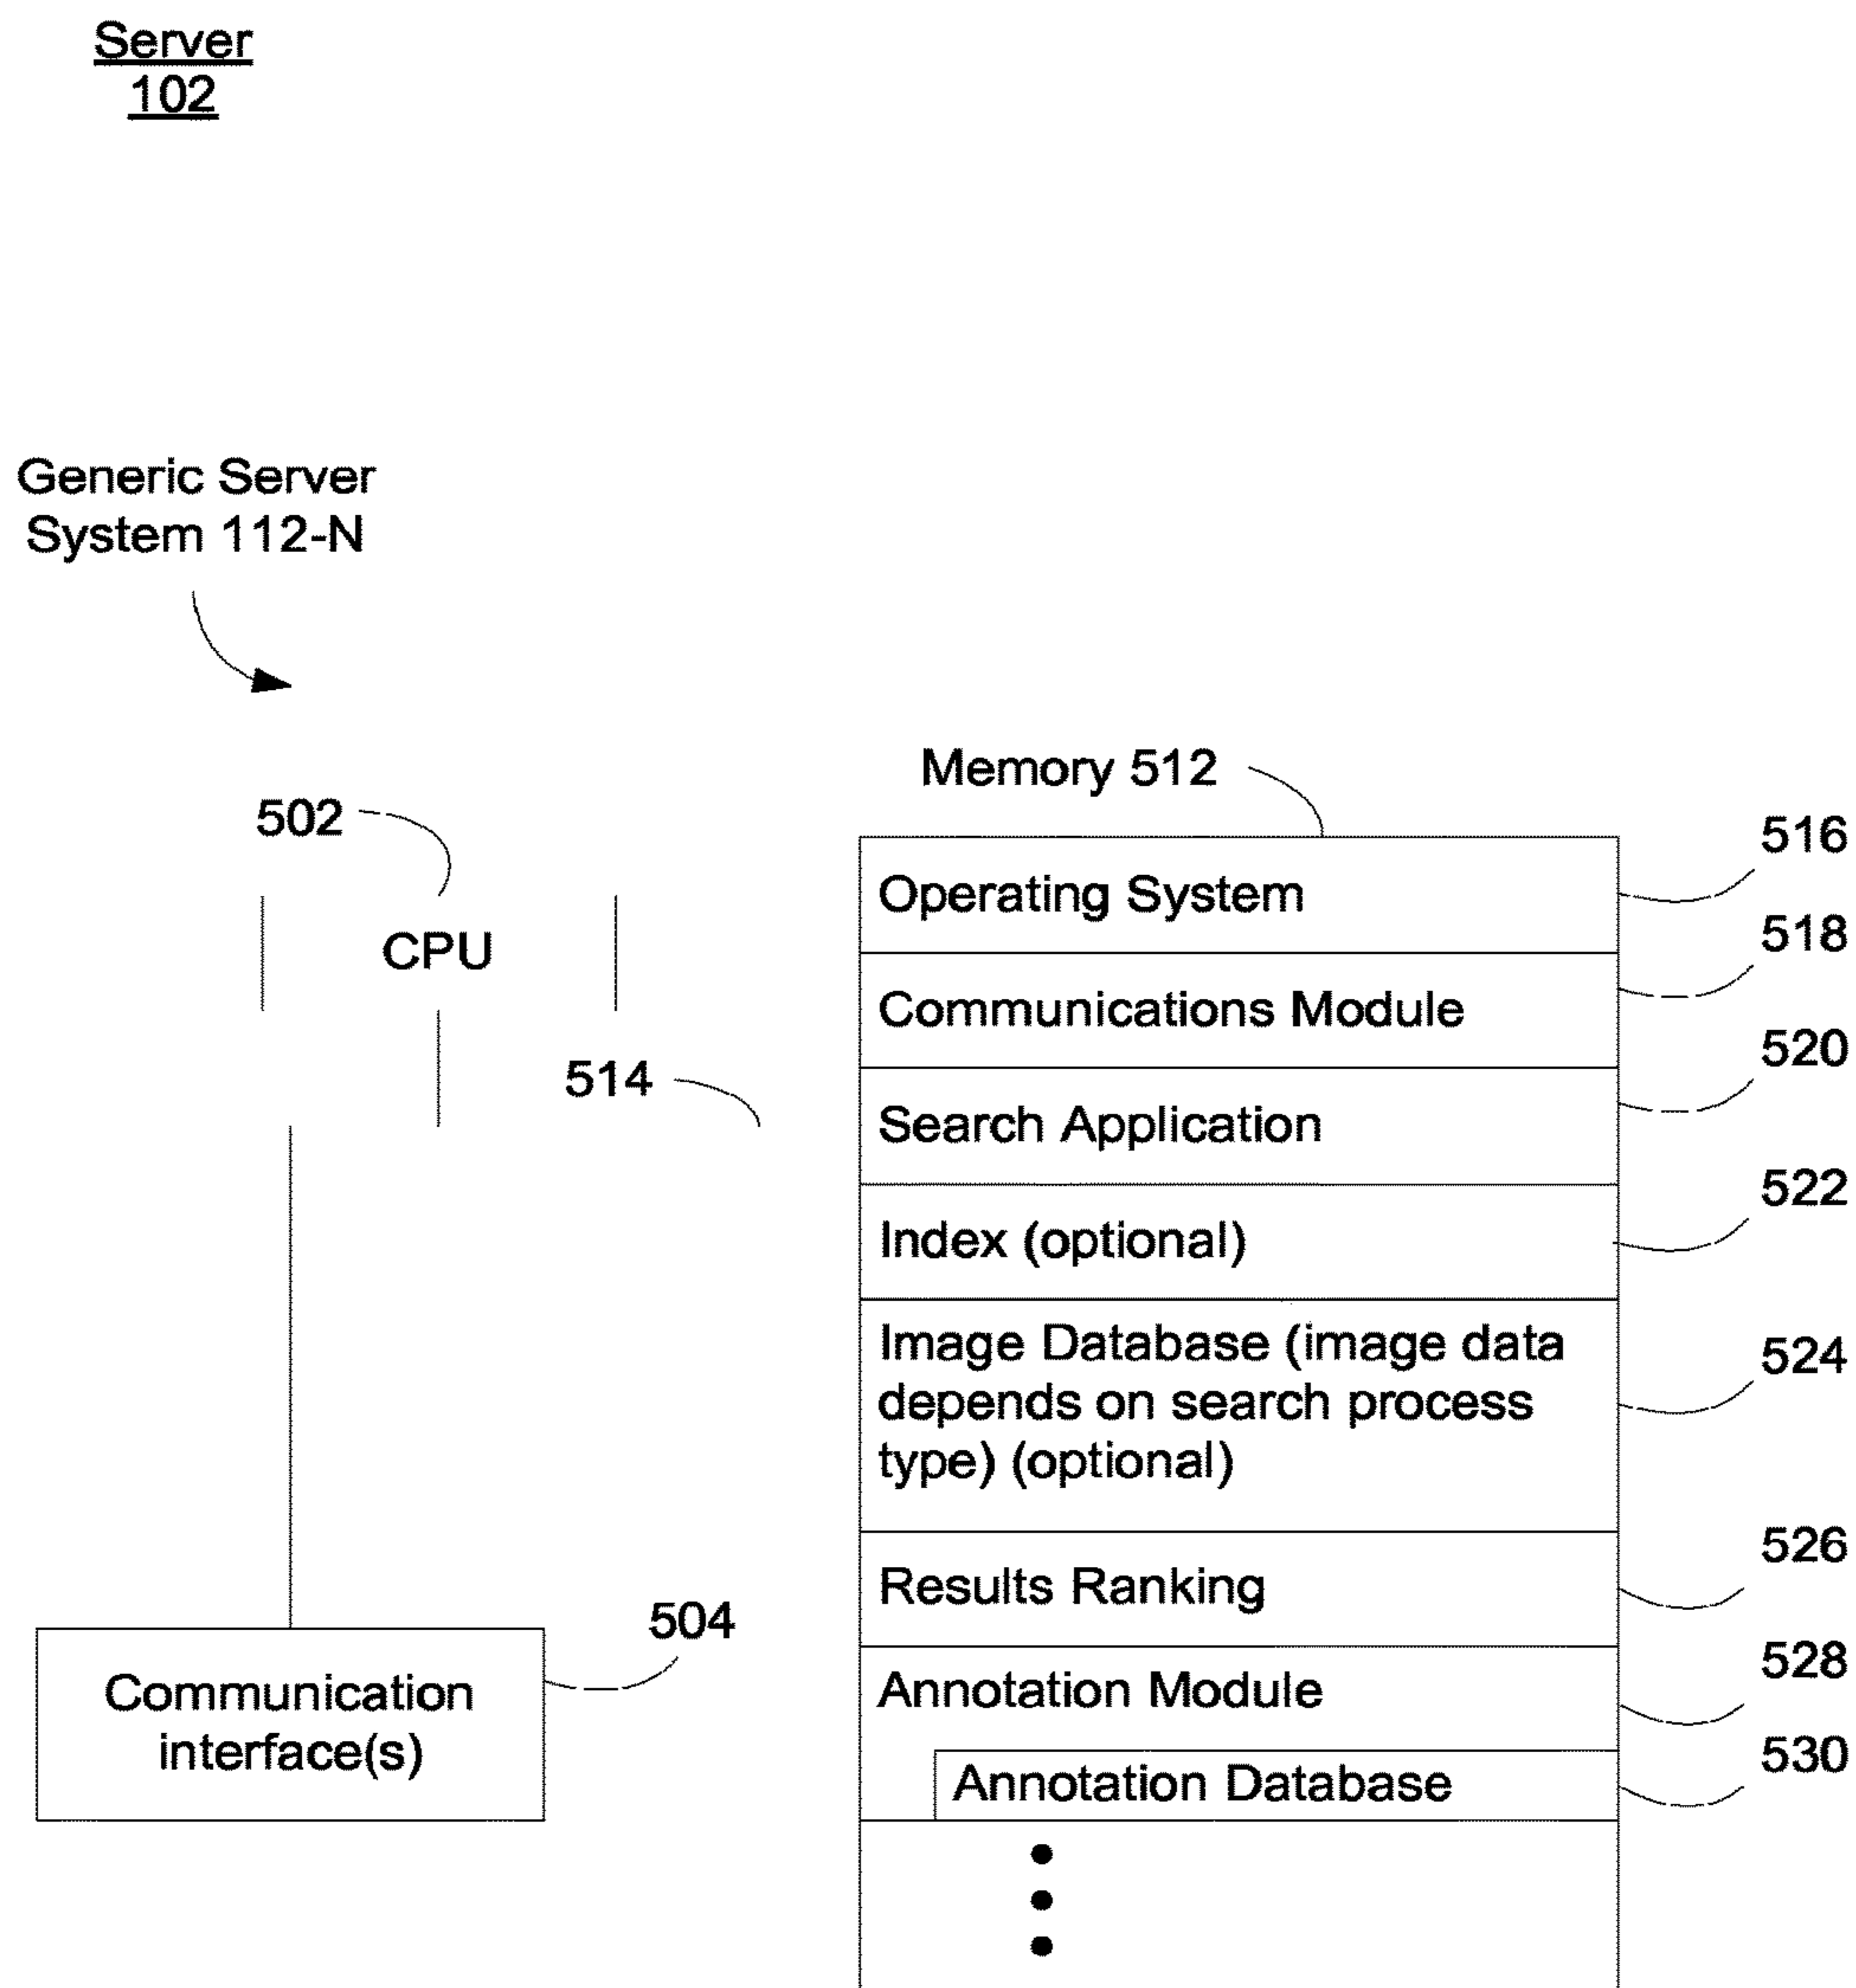 Server
102
Generic Server
System 112-N
Memory 512
502
516
Operating System
518
CPU
Communications Module
514
520
Search Application
522
Index (optional)
Image Database (image data
depends on search process
type) (optional)
524
526
Results Ranking
504
528
Communication
interface(s)
Annotation Module
530
Annotation Database